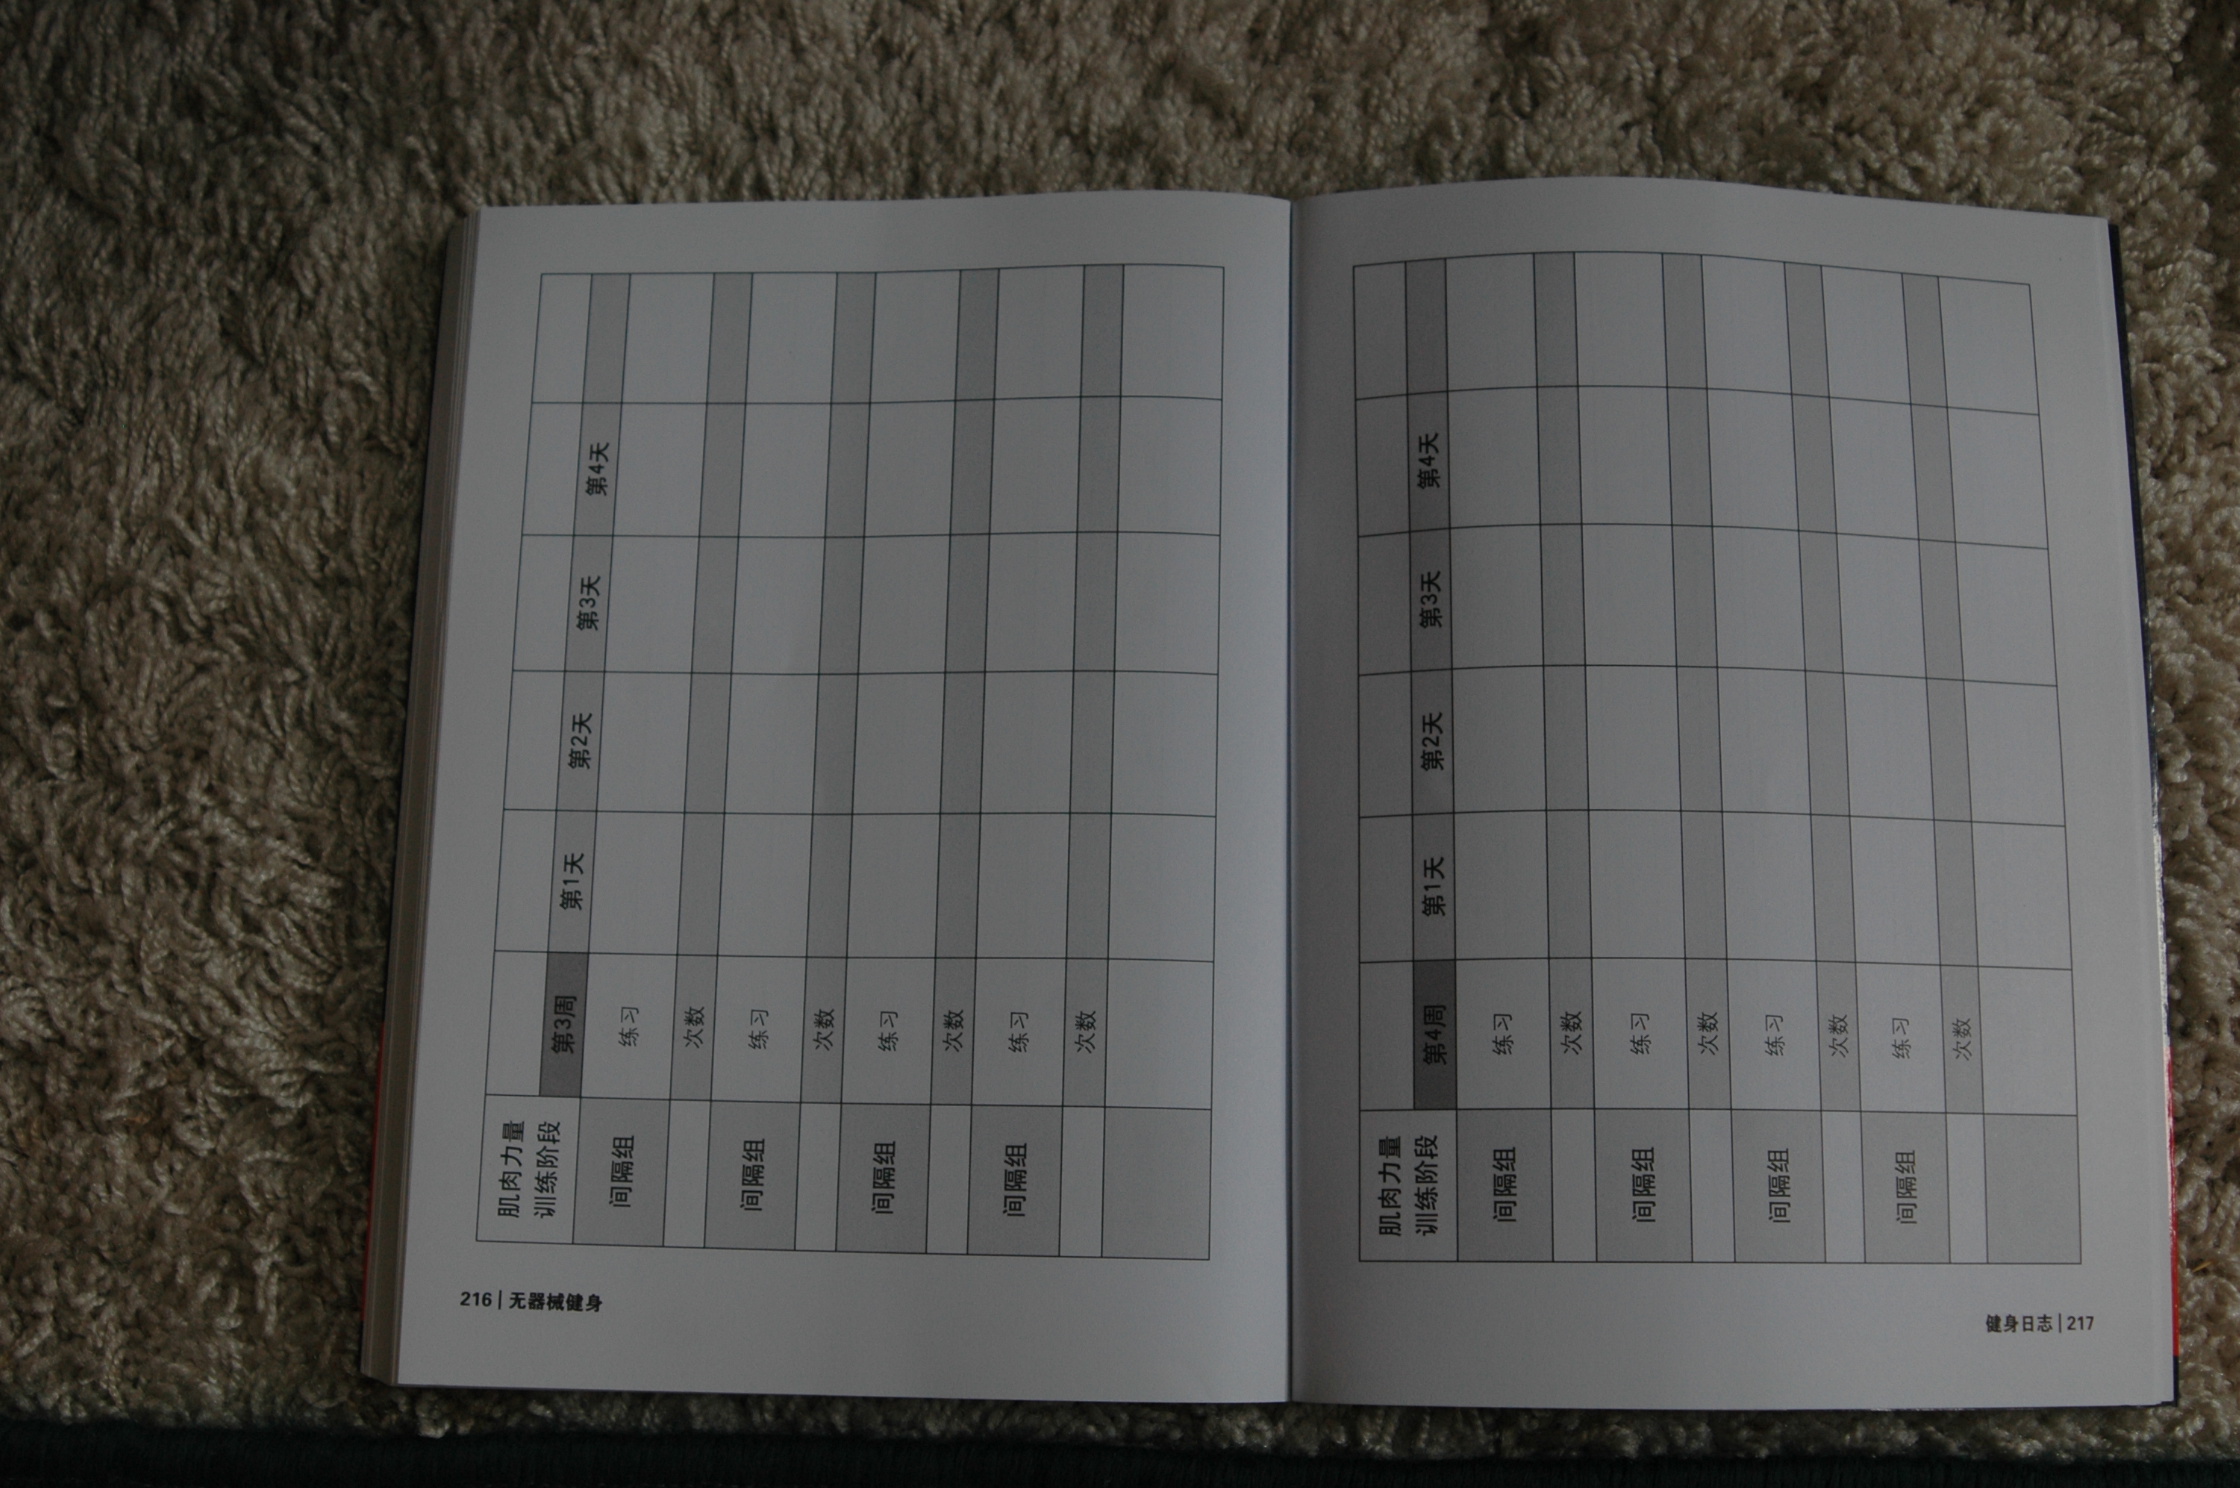 肌肉力量
训练阶段
间隔组
间隔组
间隔组
间隔组
第3周
练习
次数
练习
次数
练习
次数
练习
次数
第1天
第2天
第3天
第4天
216 | 无器械健身
肌肉力量
训练阶段
间隔组
间隔组
间隔组
间隔组
第4周
练习
次数
练习
次数
练习
次数
练习
次数
第1天
第2天
第3天
第4天
健身日志 | 217